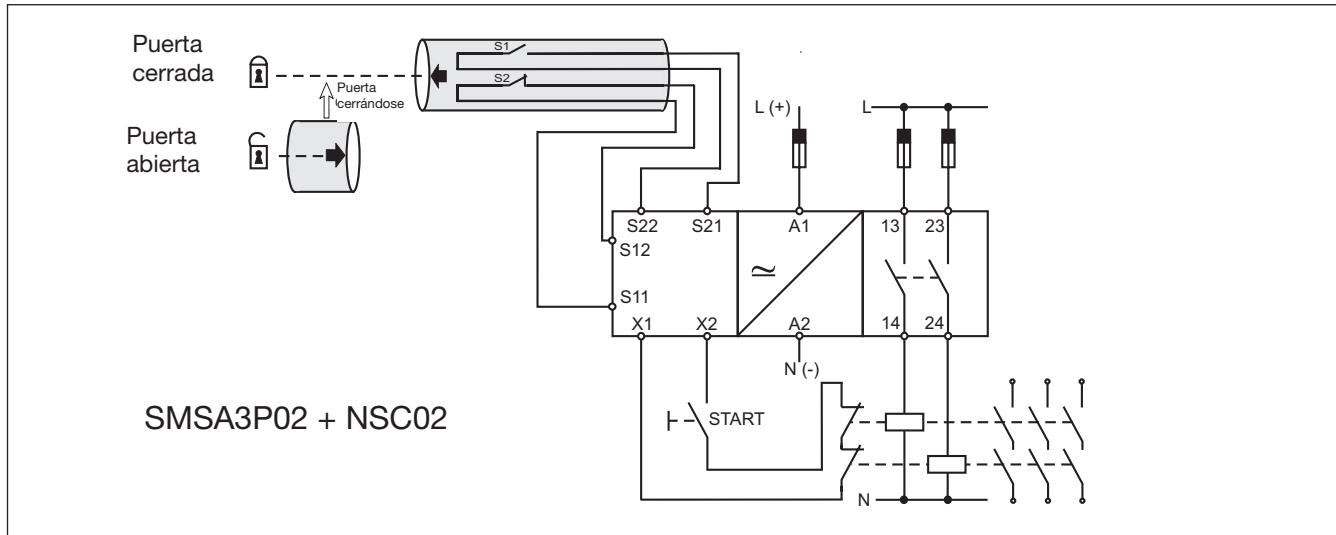 Puerta
cerrada
S1
S2
Puerta
cerrándose
Puerta
abierta
L (+)
L
S22
S21
A1
13
23
S12
≃
S11
X1
X2
A2
14
24
N (-)
START
SMSA3P02 + NSC02
N